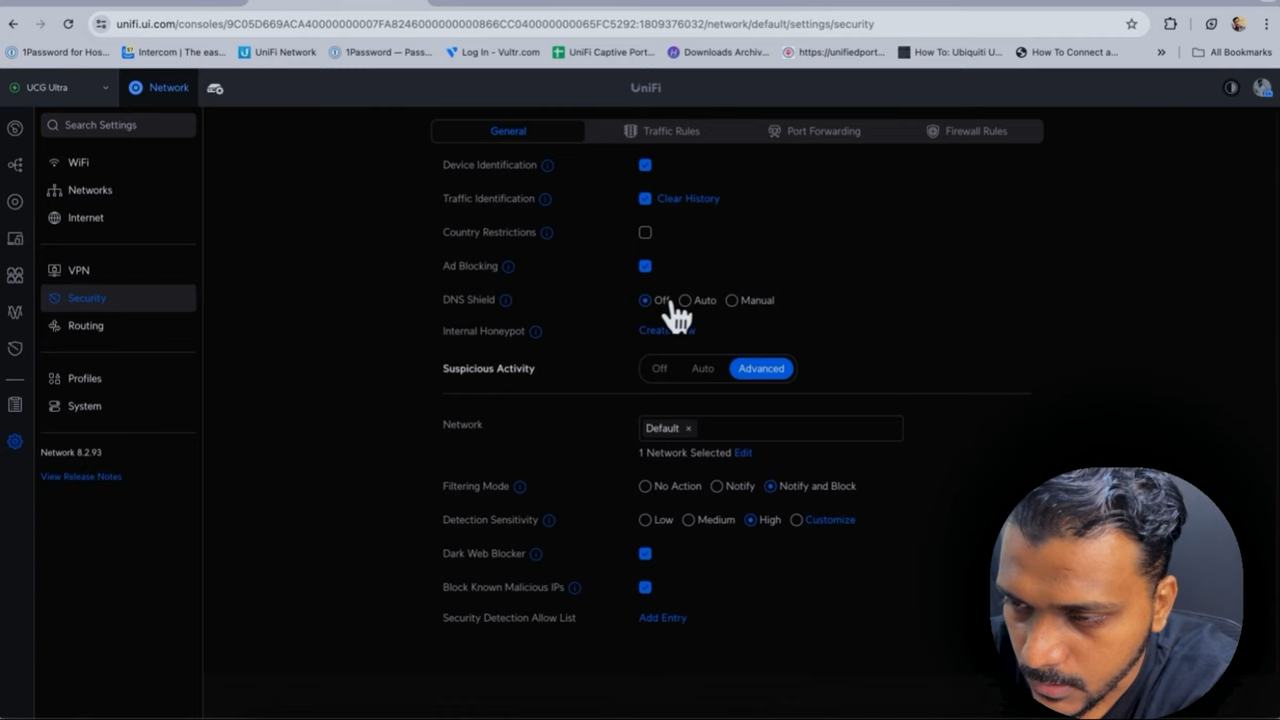 unifi.ui.com/consoles/9C05D669ACA40000000007FA8246000000000866CC040000000065FC5292:1809376032/network/default/settings/security
1Password for Hos...
Intercom | The eas...
UniFi Network
1Password — Pass...
Log In - Vultr.com
UniFi Captive Port...
Downloads Archiv...
https://unifiedport...
How To: Ubiquiti U...
How To Connect a...
»
All Bookmarks
UCG Ultra
Network
UniFi
Search Settings
WiFi
Networks
Internet
VPN
Security
Routing
Profiles
System
Network 8.2.93
View Release Notes
General
Traffic Rules
Port Forwarding
Firewall Rules
Device Identification
Traffic Identification
Clear History
Country Restrictions
Ad Blocking
DNS Shield
Off
Auto
Manual
Internal Honeypot
Suspicious Activity
Off
Auto
Advanced
Network
Default ×
1 Network Selected Edit
Filtering Mode
No Action
Notify
Notify and Block
Detection Sensitivity
Low
Medium
High
Customize
Dark Web Blocker
Block Known Malicious IPs
Security Detection Allow List
Add Entry